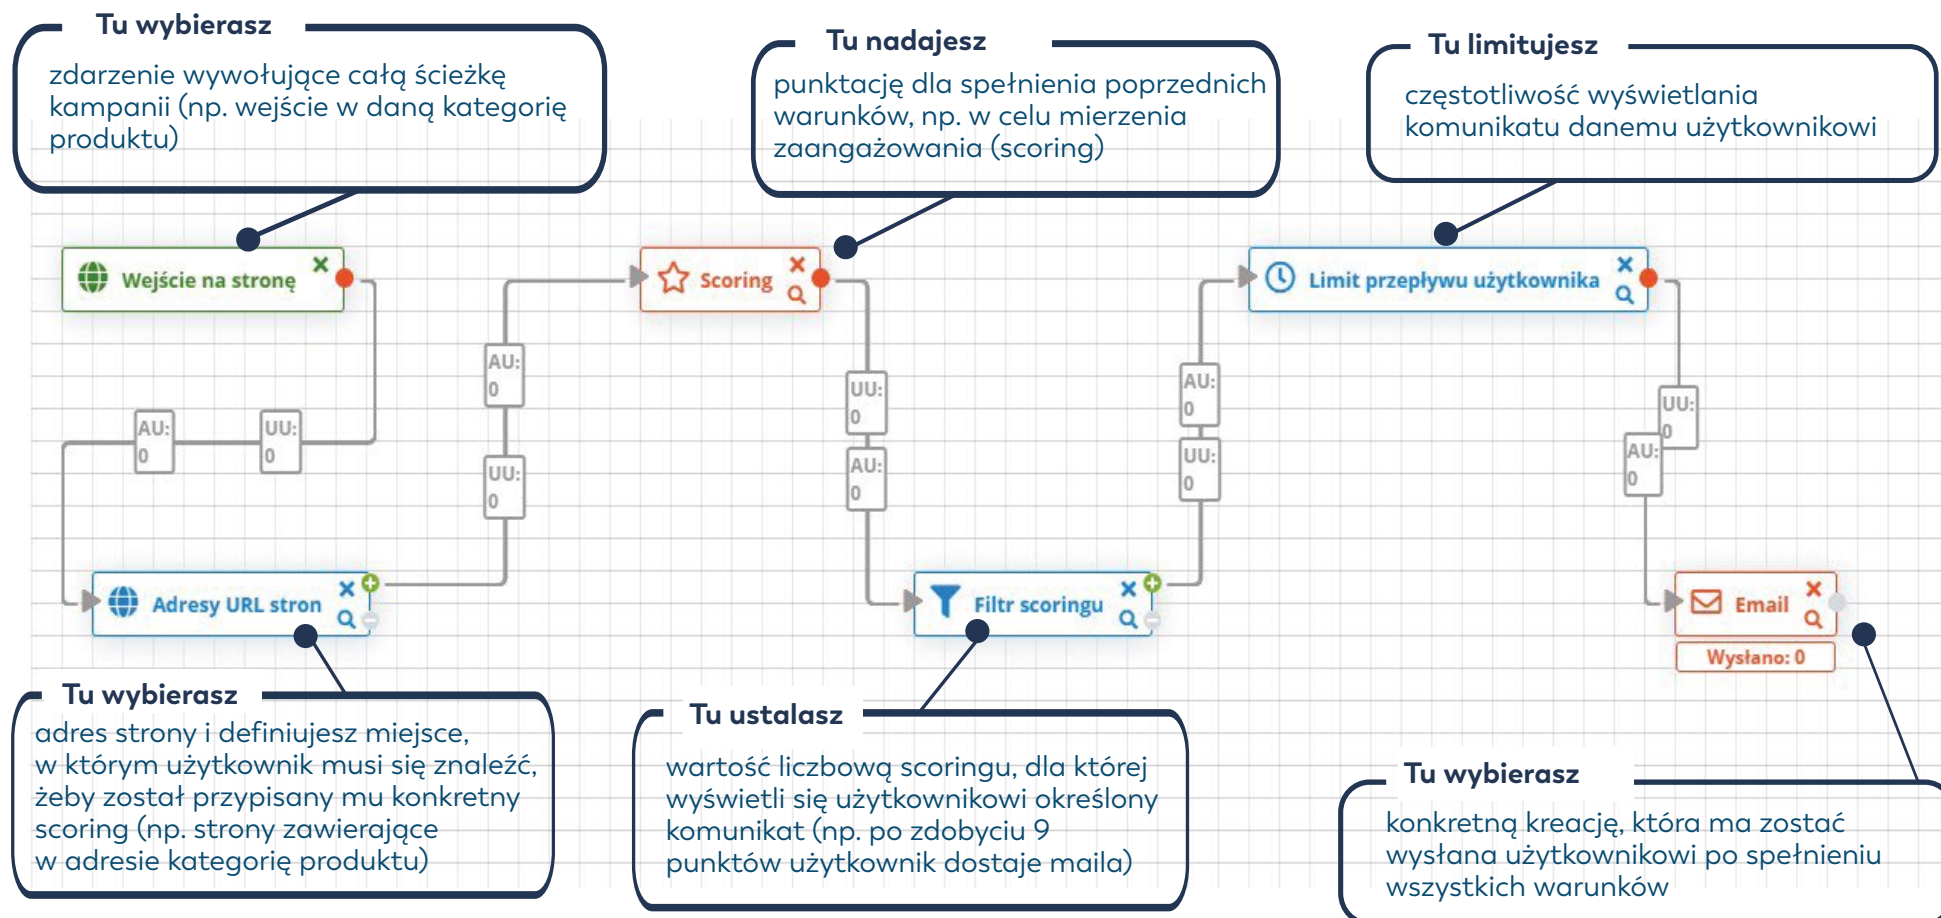 Tu wybierasz
zdarzenie wywołujące całą ścieżkę
kampanii (np. wejście w daną kategorię
produktu)
Tu nadajesz
punktację dla spełnienia poprzednich
warunków, np. w celu mierzenia
zaangażowania (scoring)
Tu limitujesz
częstotliwość wyświetlania
komunikatu danemu użytkownikowi
Wejście na stronę
Scoring
Limit przepływu użytkownika
AU:
0
UU:
0
AU:
0
UU:
0
UU:
0
AU:
0
AU:
0
UU:
0
UU:
0
AU:
0
Adresy URL stron
Filtr scoringu
Email
Wysłano: 0
Tu wybierasz
adres strony i definiujesz miejsce,
w którym użytkownik musi się znaleźć,
żeby został przypisany mu konkretny
scoring (np. strony zawierające
w adresie kategorię produktu)
Tu ustalasz
wartość liczbową scoringu, dla której
wyświetli się użytkownikowi określony
komunikat (np. po zdobyciu 9
punktów użytkownik dostaje maila)
Tu wybierasz
konkretną kreację, która ma zostać
wysłana użytkownikowi po spełnieniu
wszystkich warunków